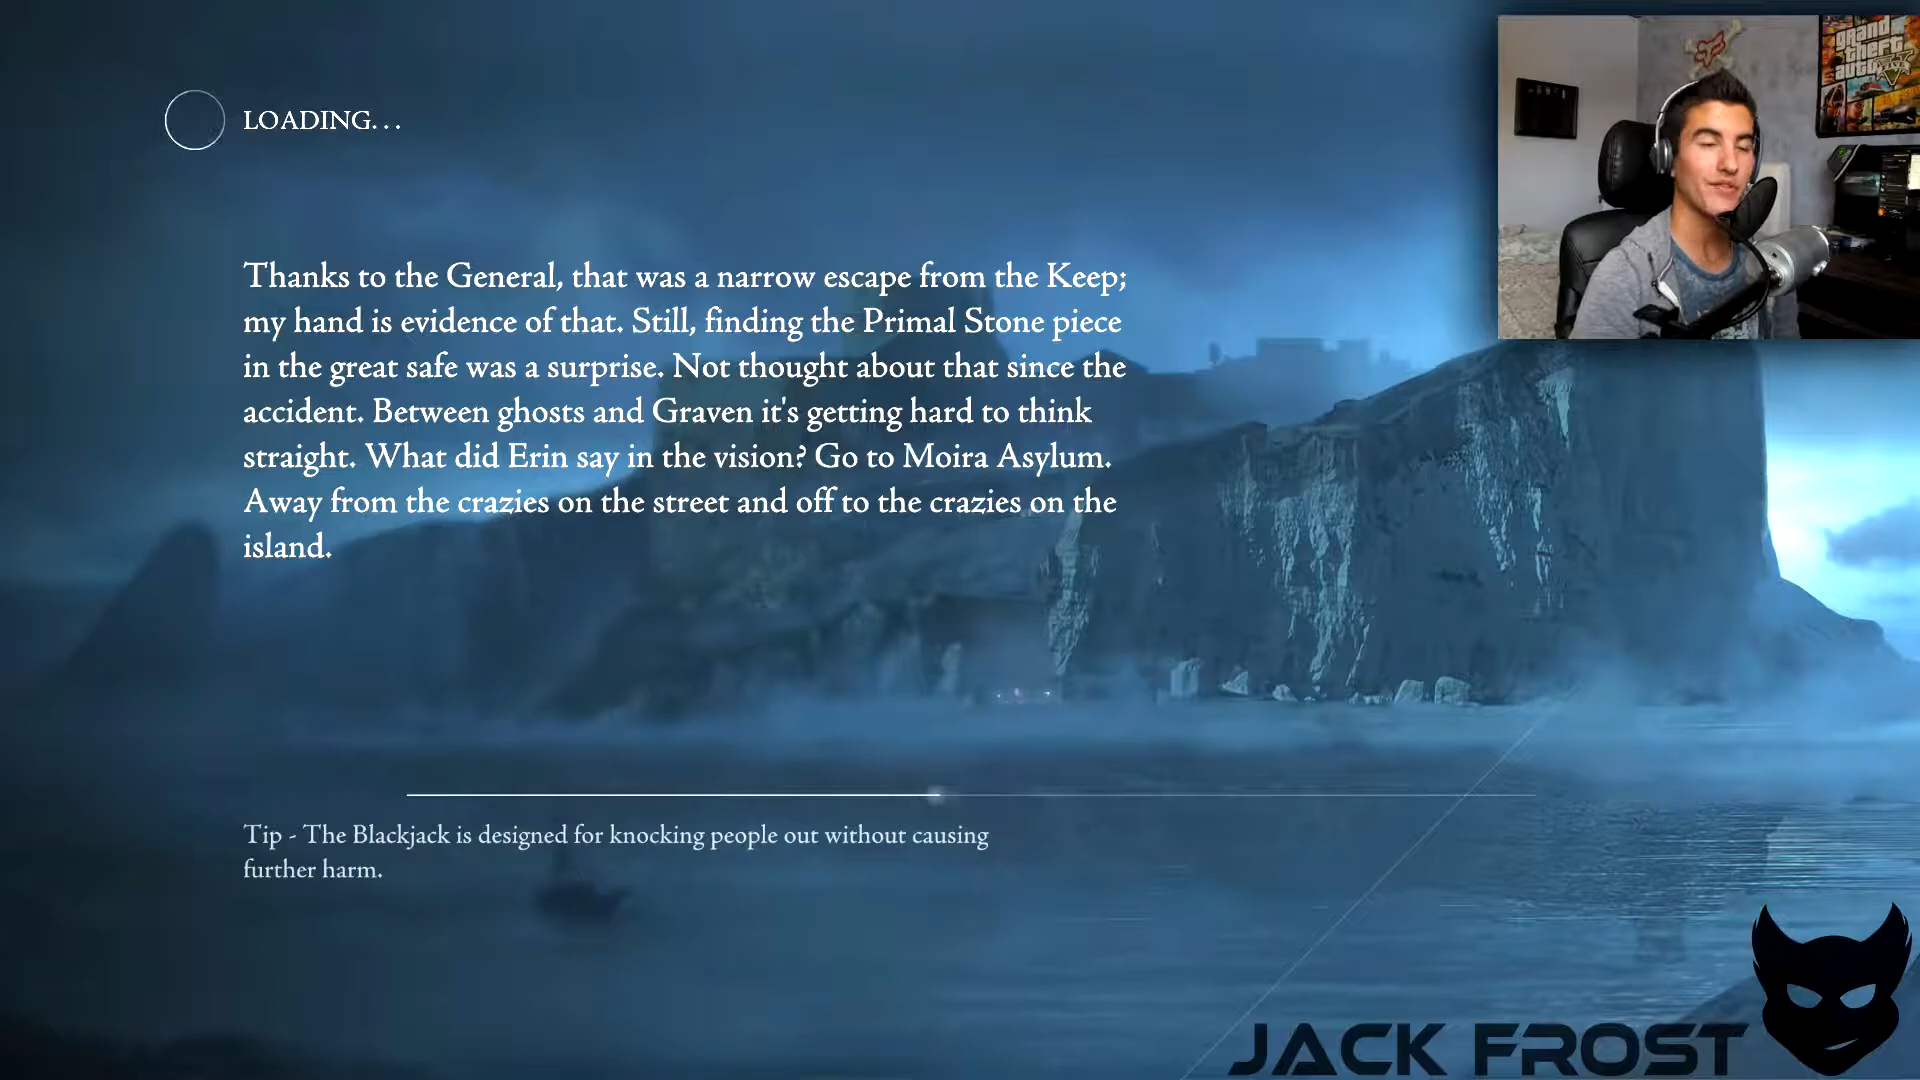 LOADING...
Thanks to the General, that was a narrow escape from the Keep;
my hand is evidence of that. Still, finding the Primal Stone piece
in the great safe was a surprise. Not thought about that since the
accident. Between ghosts and Graven it's getting hard to think
straight. What did Erin say in the vision? Go to Moira Asylum.
Away from the crazies on the street and off to the crazies on the
island.
Tip - The Blackjack is designed for knocking people out without causing
further harm.
grand
theft
auto
V
JACK FROST